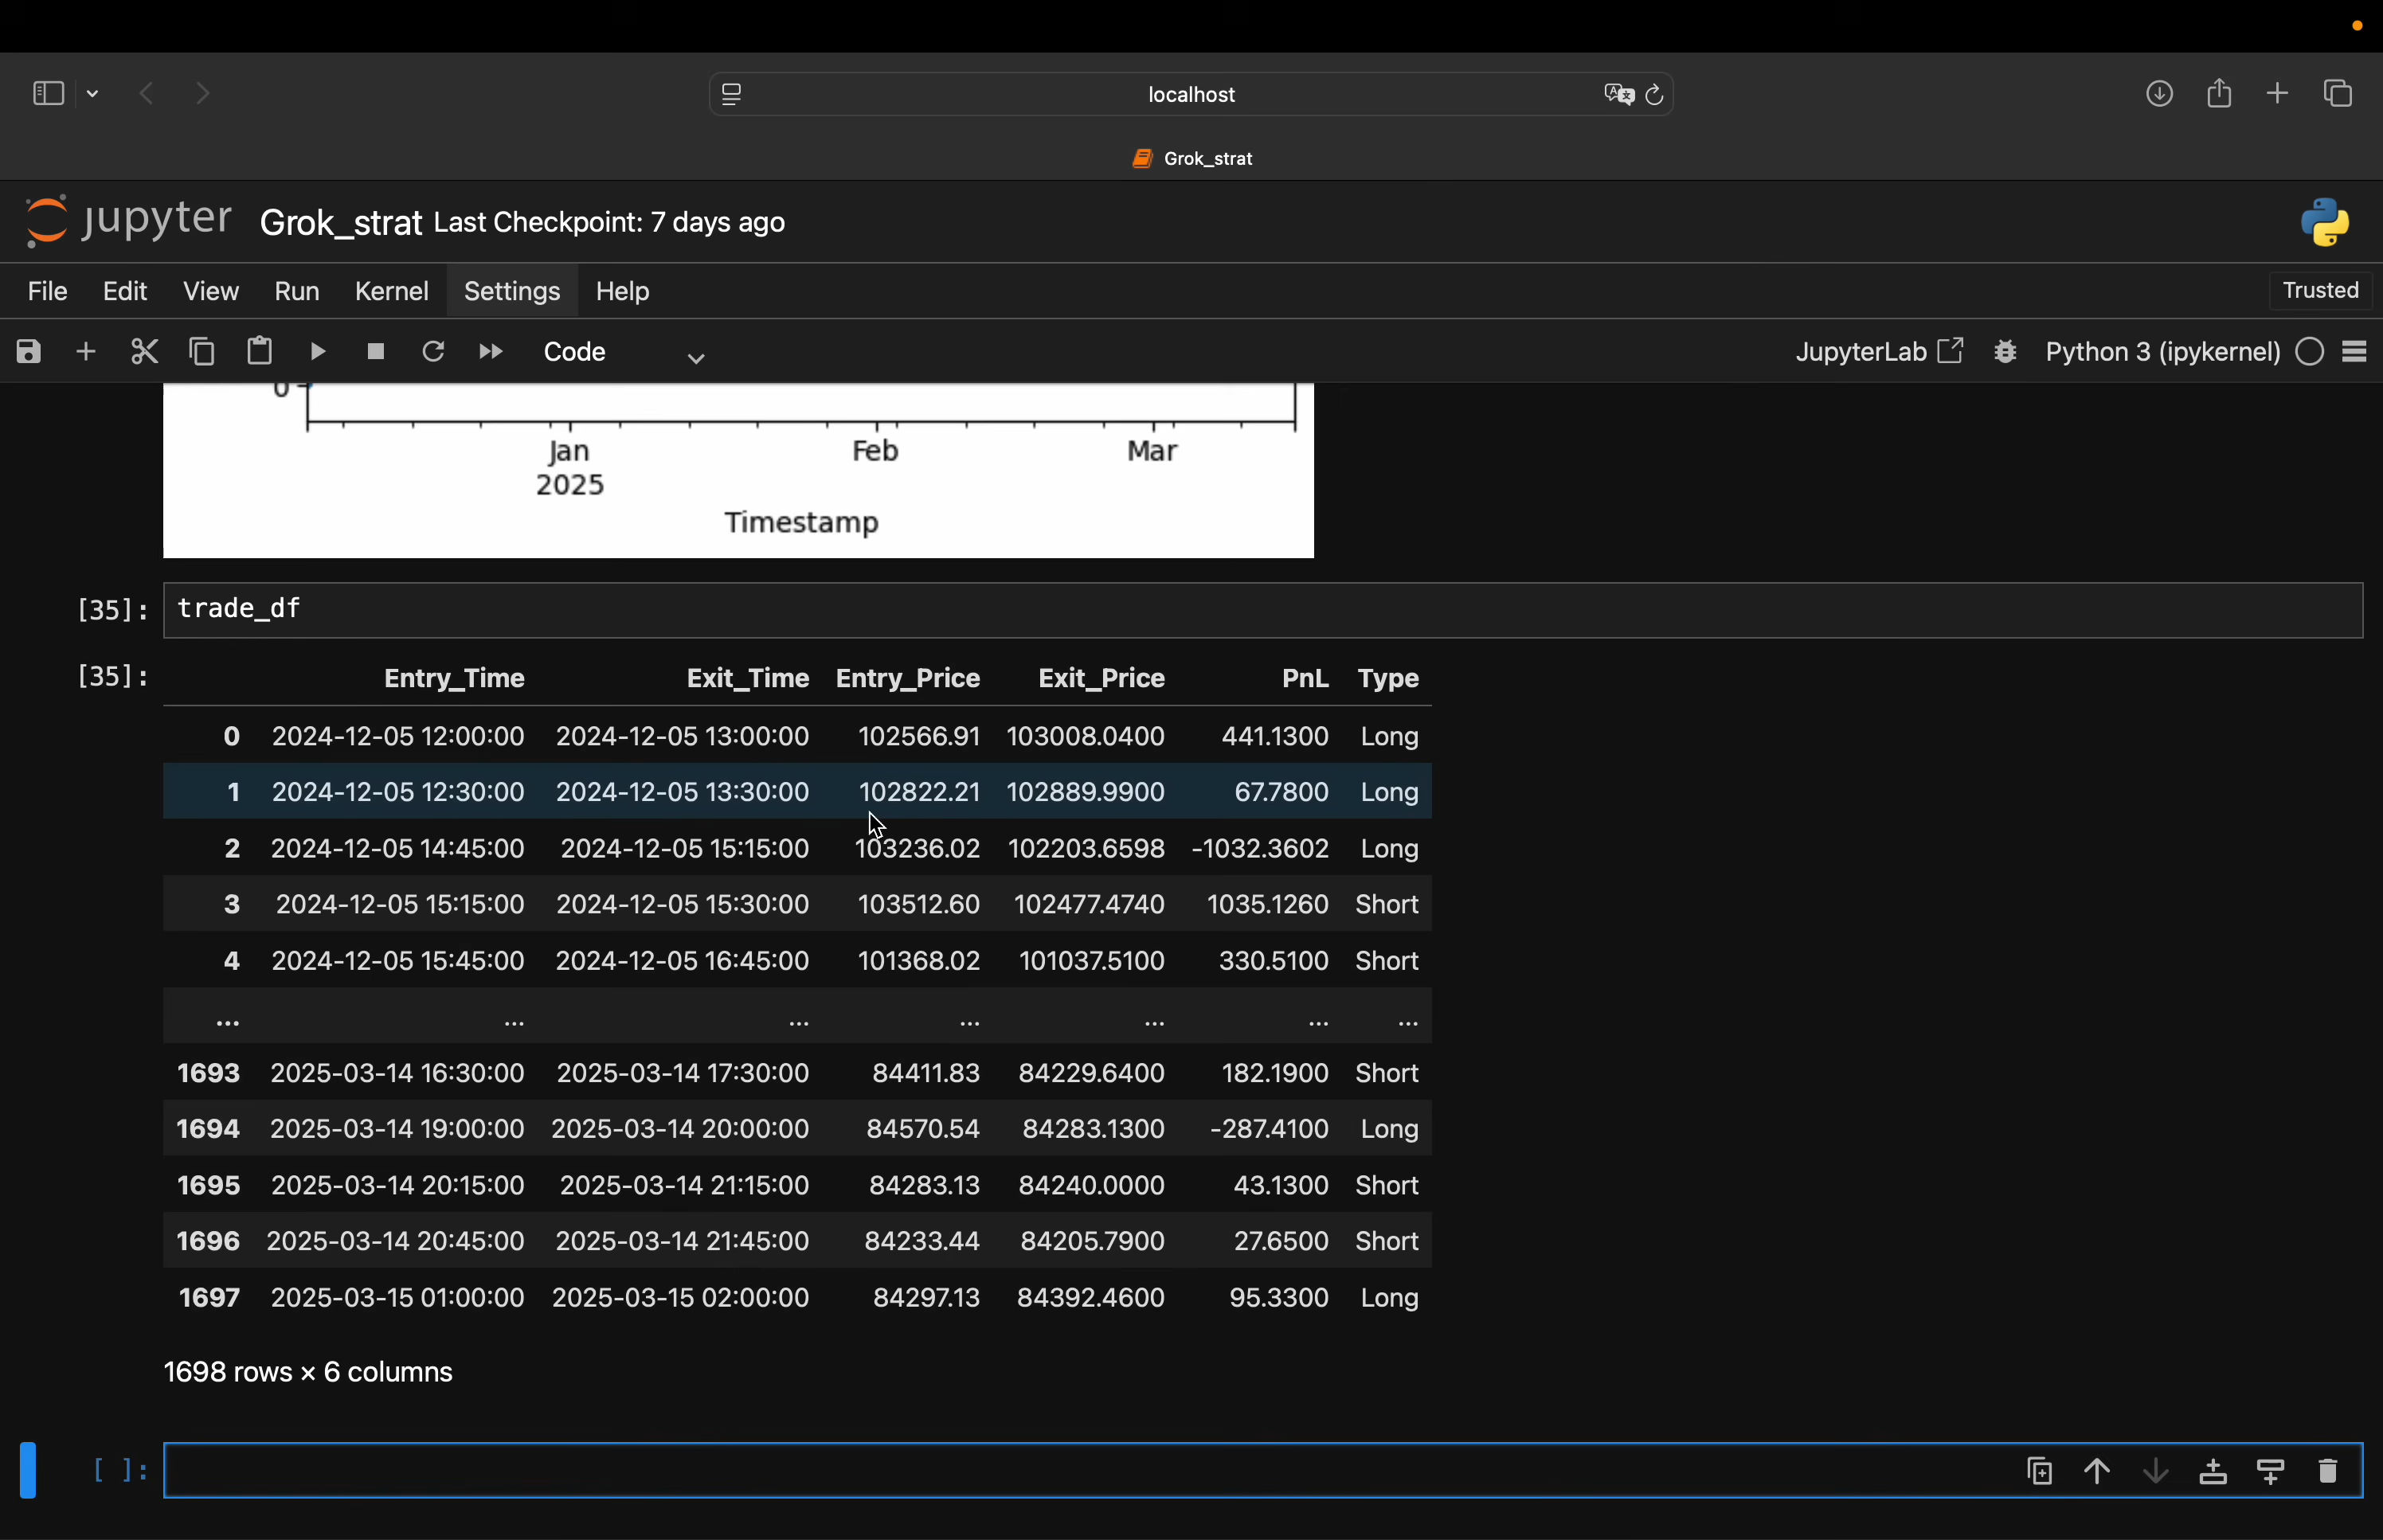 localhost
Grok_strat
jupyter Grok_strat Last Checkpoint: 7 days ago
File Edit View Run Kernel Settings Help Trusted
Code JupyterLab Python 3 (ipykernel)
0
Jan Feb Mar
2025
Timestamp
[35]: trade_df
[35]: Entry_Time Exit_Time Entry_Price Exit_Price PnL Type
0 2024-12-05 12:00:00 2024-12-05 13:00:00 102566.91 103008.0400 441.1300 Long
1 2024-12-05 12:30:00 2024-12-05 13:30:00 102822.21 102889.9900 67.7800 Long
2 2024-12-05 14:45:00 2024-12-05 15:15:00 103236.02 102203.6598 -1032.3602 Long
3 2024-12-05 15:15:00 2024-12-05 15:30:00 103512.60 102477.4740 1035.1260 Short
4 2024-12-05 15:45:00 2024-12-05 16:45:00 101368.02 101037.5100 330.5100 Short
... ... ... ... ... ... ...
1693 2025-03-14 16:30:00 2025-03-14 17:30:00 84411.83 84229.6400 182.1900 Short
1694 2025-03-14 19:00:00 2025-03-14 20:00:00 84570.54 84283.1300 -287.4100 Long
1695 2025-03-14 20:15:00 2025-03-14 21:15:00 84283.13 84240.0000 43.1300 Short
1696 2025-03-14 20:45:00 2025-03-14 21:45:00 84233.44 84205.7900 27.6500 Short
1697 2025-03-15 01:00:00 2025-03-15 02:00:00 84297.13 84392.4600 95.3300 Long
1698 rows × 6 columns
[ ]: